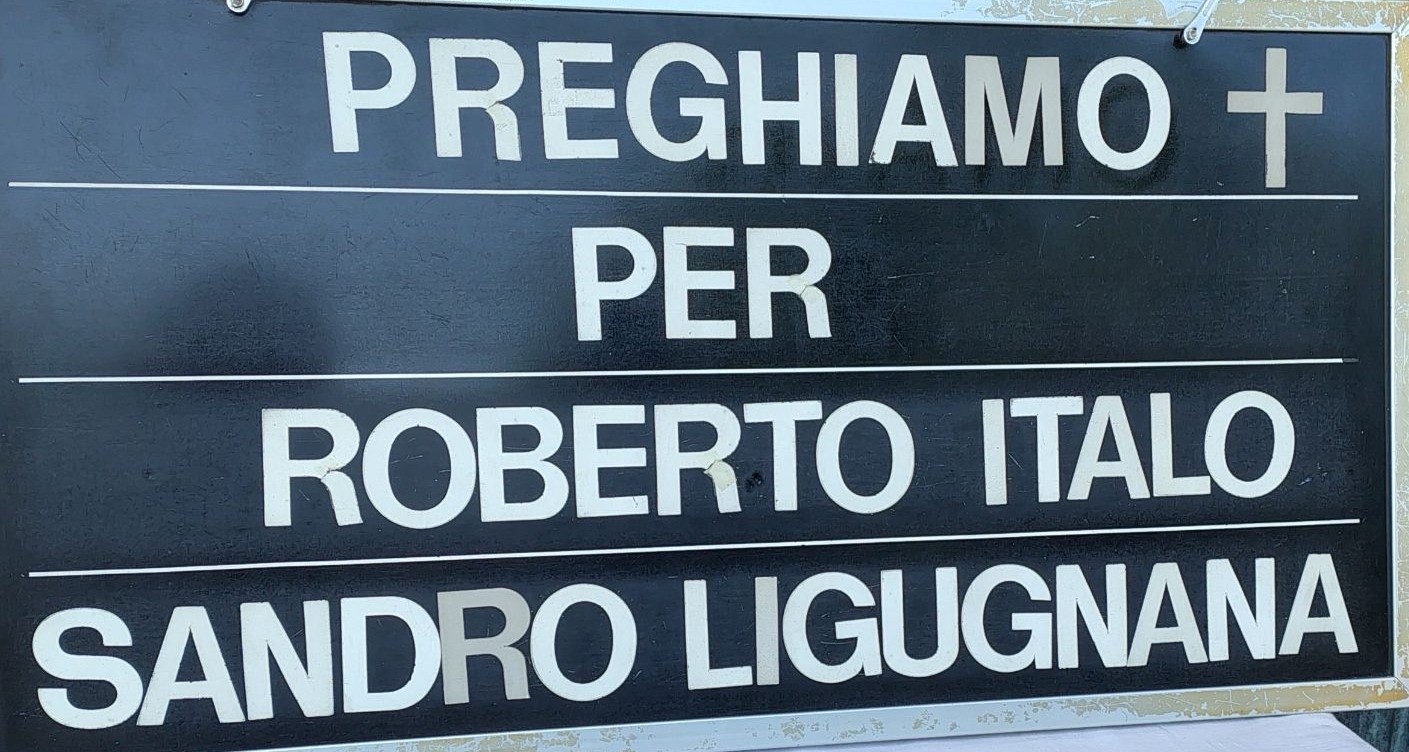 PREGHIAMO ✝
PER
ROBERTO ITALO
SANDRO LIGUGNANA